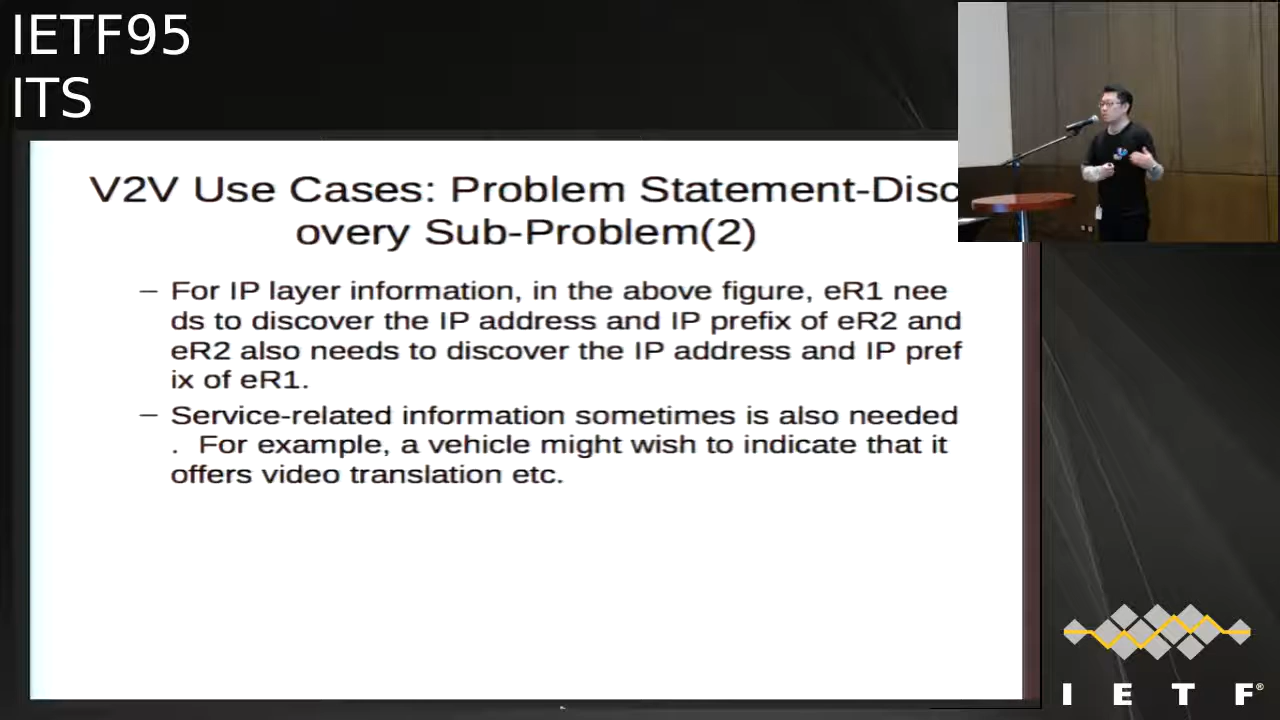 IETF95
ITS
V2V Use Cases: Problem Statement-Disc
overy Sub-Problem(2)
– For IP layer information, in the above figure, eR1 nee
ds to discover the IP address and IP prefix of eR2 and
eR2 also needs to discover the IP address and IP pref
ix of eR1.
– Service-related information sometimes is also needed
. For example, a vehicle might wish to indicate that it
offers video translation etc.
I E T F®